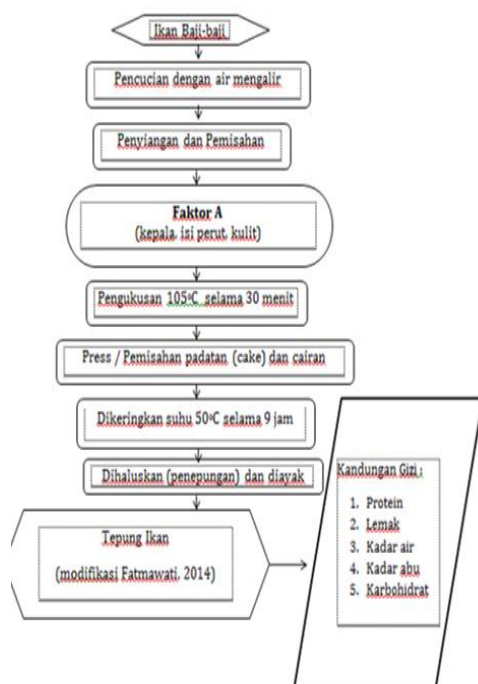 Ikan Baji-baji
Pencucian dengan air mengalir
Penyiangan dan Pemisahan
Faktor A
(kepala, isi perut, kulit)
Pengukusan 105°C selama 30 menit
Press / Pemisahan padatan (cake) dan cairan
Dikeringkan suhu 50°C selama 9 jam
Dihaluskan (penepungan) dan diayak
Tepung Ikan
(modifikasi Fatmawati, 2014)
Kandungan Gizi :
1. Protein
2. Lemak
3. Kadar air
4. Kadar abu
5. Karbohidrat